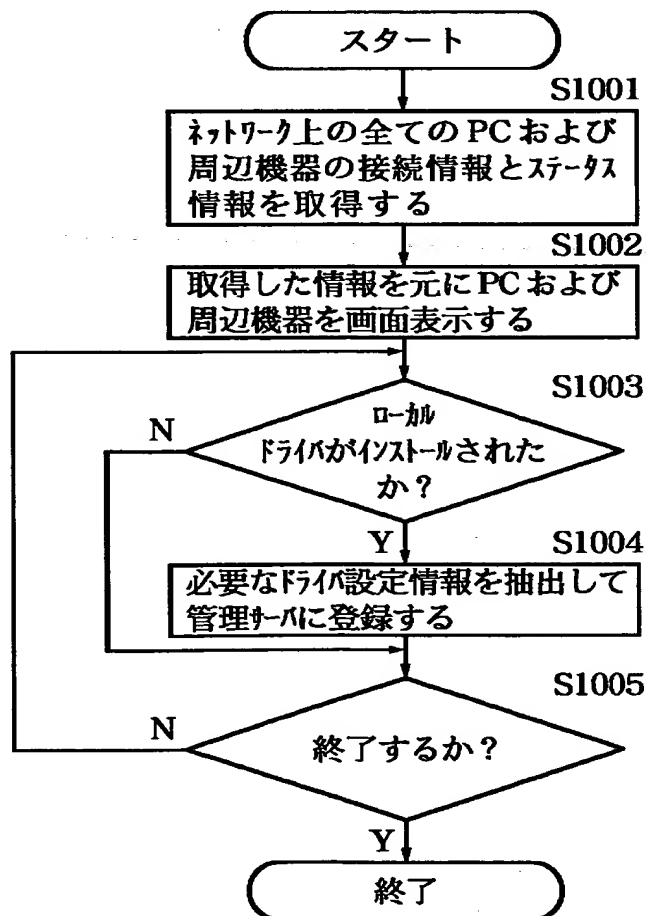 スタート
S1001
ネットワーク上の全てのPCおよび
周辺機器の接続情報とステータス
情報を取得する
S1002
取得した情報を元にPCおよび
周辺機器を画面表示する
S1003
N
ローカル
ドライバがインストールされた
か？
Y
S1004
必要なドライバ設定情報を抽出して
管理サーバに登録する
S1005
N
終了するか？
Y
終了